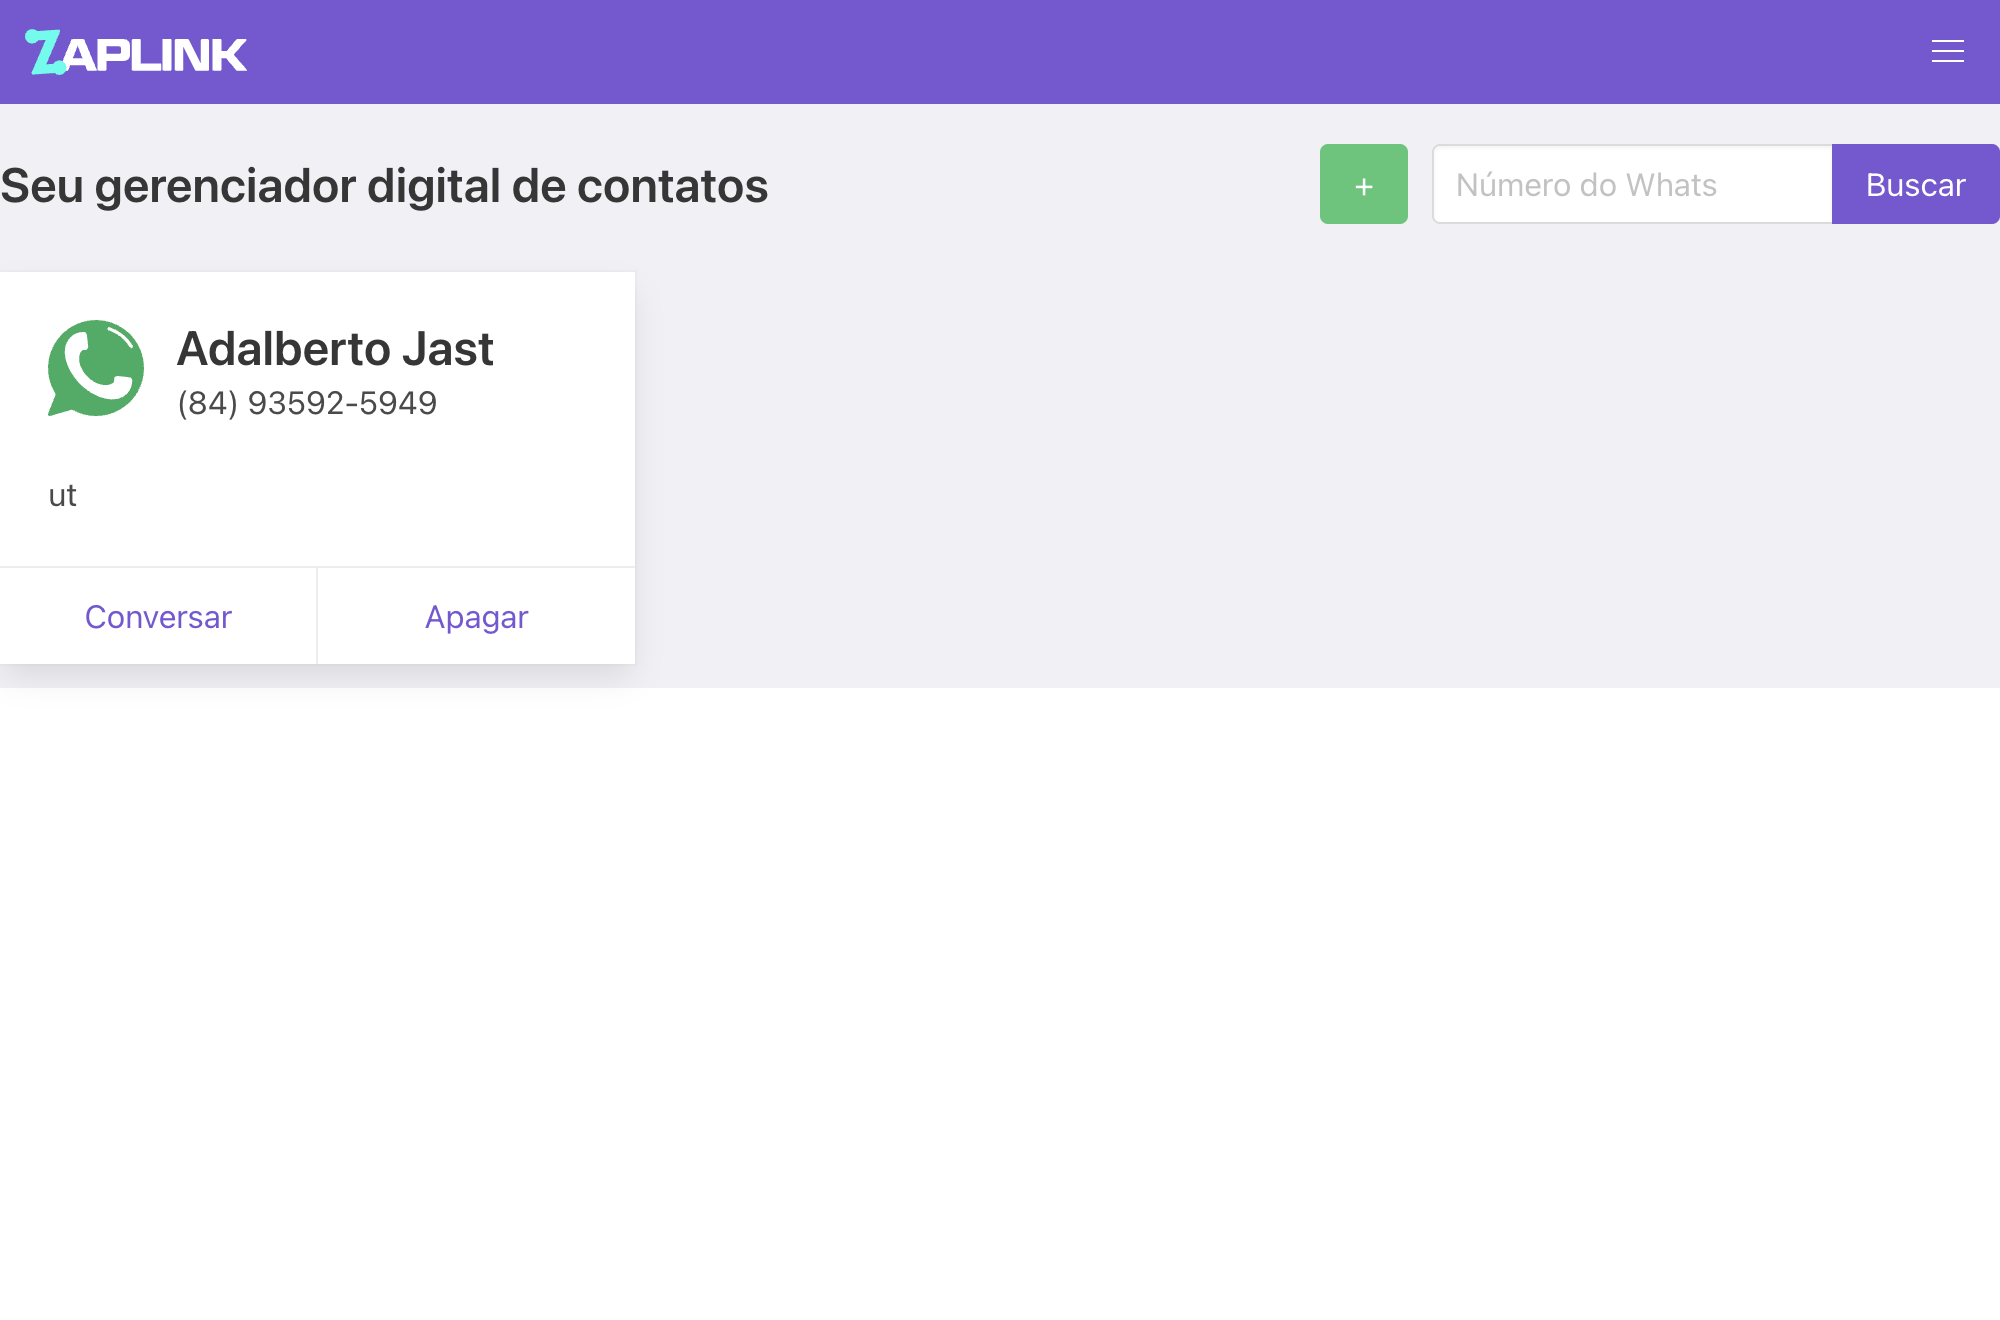 ZAPLINK
Seu gerenciador digital de contatos
+
Número do Whats
Buscar
Adalberto Jast
(84) 93592-5949
ut
Conversar
Apagar